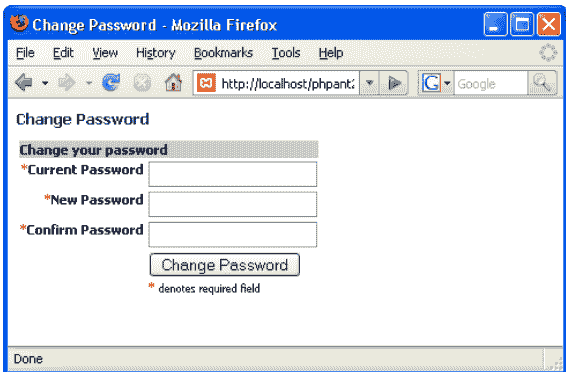 Change Password - Mozilla Firefox
File Edit View History Bookmarks Tools Help
http://localhost/phpant2 Google
Change Password
Change your password
*Current Password
*New Password
*Confirm Password
Change Password
* denotes required field
Done